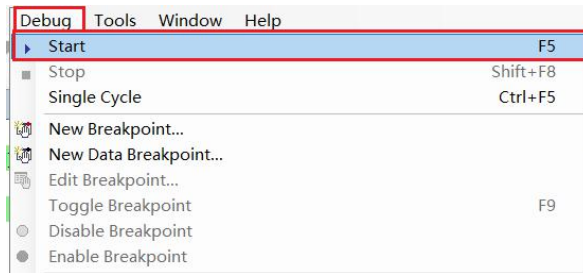 Debug Tools Window Help
Start F5
Stop Shift+F8
Single Cycle Ctrl+F5
New Breakpoint...
New Data Breakpoint...
Edit Breakpoint...
Toggle Breakpoint F9
Disable Breakpoint
Enable Breakpoint